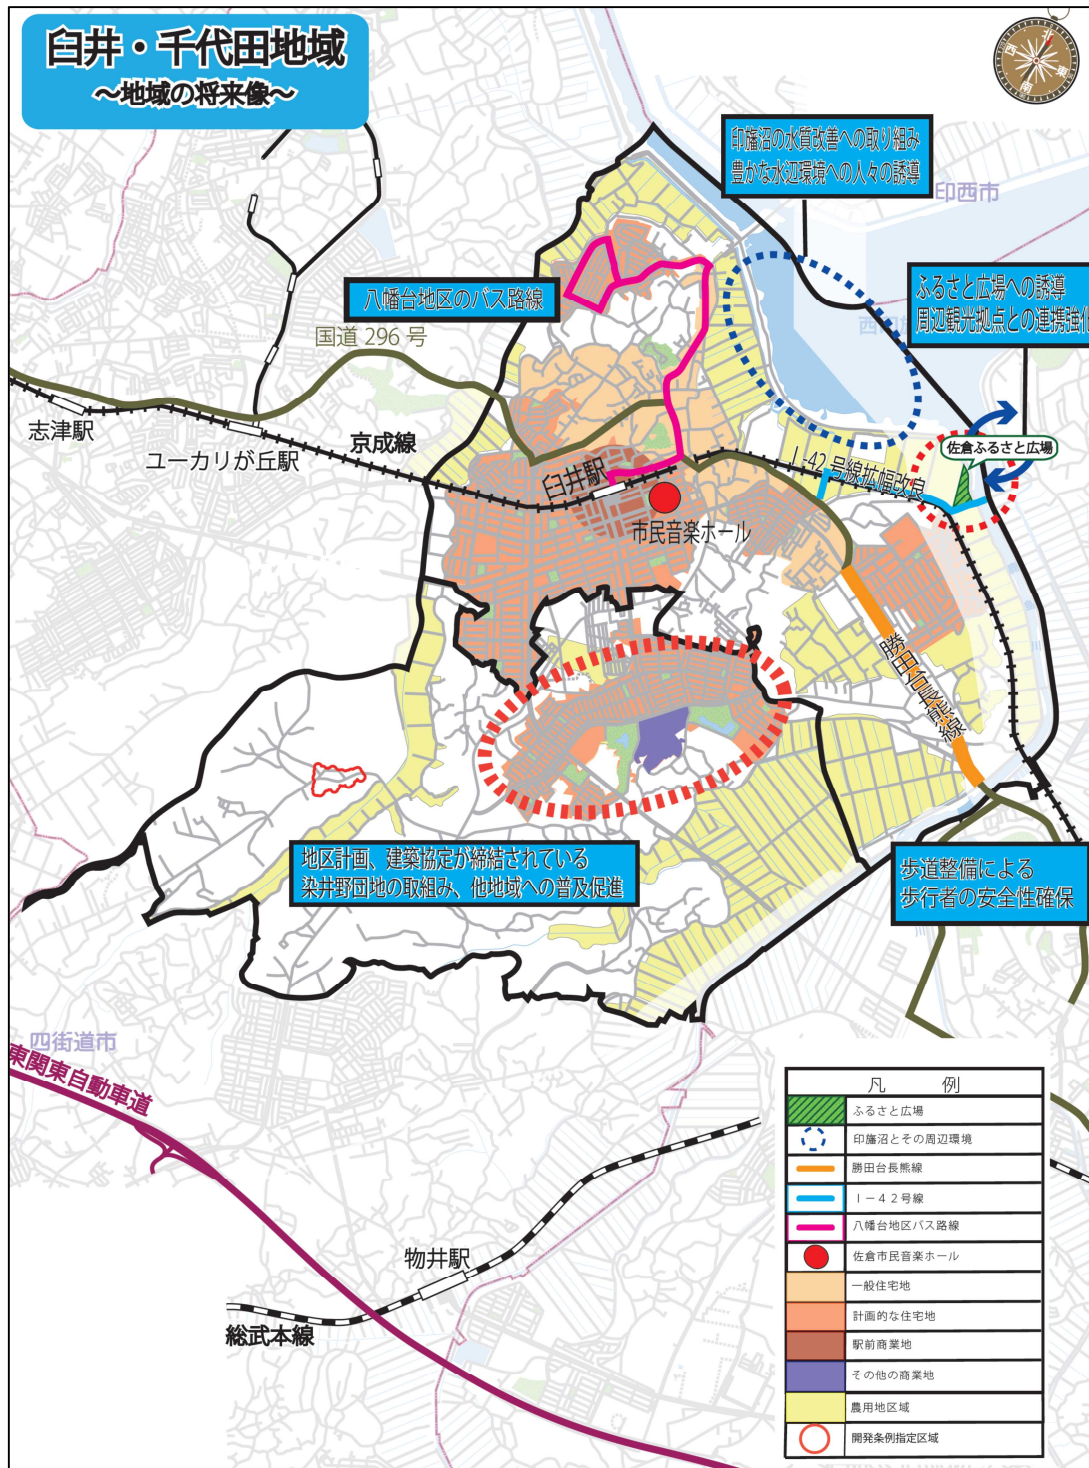 臼井・千代田地域
～地域の将来像～
北
西
東
南
印旛沼の水質改善への取り組み
豊かな水辺環境への人々の誘導
印西市
ふるさと広場への誘導
周辺観光拠点との連携強化
八幡台地区のバス路線
国道296号
志津駅
ユーカリが丘駅
京成線
臼井駅
市民音楽ホール
I-42号線拡幅改良
佐倉ふるさと広場
勝田台長熊線
地区計画、建築協定が締結されている
染井野団地の取組み、他地域への普及促進
歩道整備による
歩行者の安全性確保
四街道市
東関東自動車道
物井駅
総武本線
凡　例
ふるさと広場
印旛沼とその周辺環境
勝田台長熊線
I－42号線
八幡台地区バス路線
佐倉市民音楽ホール
一般住宅地
計画的な住宅地
駅前商業地
その他の商業地
農用地区域
開発条例指定区域